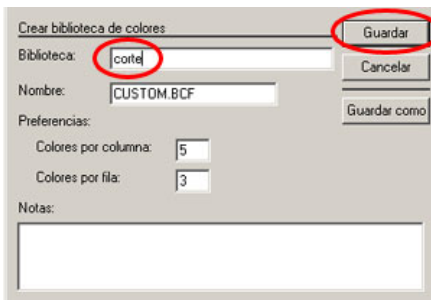 Crear biblioteca de colores
Guardar
Biblioteca: corte
Cancelar
Nombre: CUSTOM.BCF
Guardar como
Preferencias:
Colores por columna: 5
Colores por fila: 3
Notas: